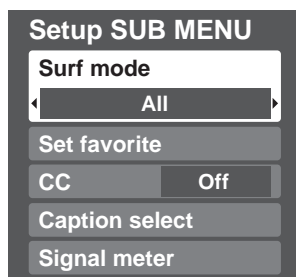 Setup SUB MENU
Surf mode
All
Set favorite
CC Off
Caption select
Signal meter